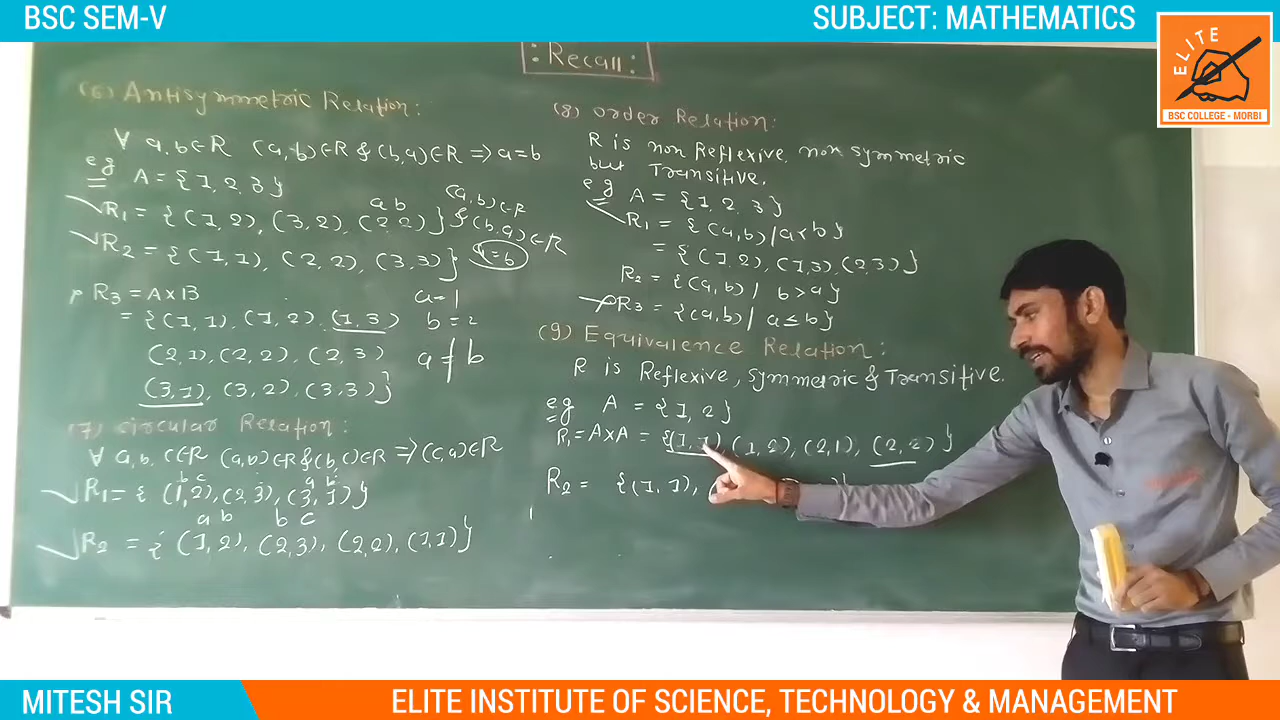 BSC SEM-V
SUBJECT: MATHEMATICS
ELITE
BSC COLLEGE - MORBI
: Recall :
(6) Antisymmetric Relation :
∀ a,b∈R (a,b)∈R & (b,a)∈R ⇒ a=b
eg A = {1,2,3}
a b (a,b)∈R
R1 = {(1,2), (3,2), (2,2)} & (b,a)∈R
R2 = {(1,1), (2,2), (3,3)} a=b
R3 = A×B a=1
= {(1,1), (1,2), (1,3) b=2
(2,1), (2,2), (2,3) a≠b
(3,1), (3,2), (3,3)}
(7) circular Relation :
∀ a,b,c∈R (a,b)∈R & (b,c)∈R ⇒ (c,a)∈R
b c a b
R1 = { (1,2), (2,3), (3,1)}
a b b c
R2 = { (1,2), (2,3), (2,2), (1,1)}
(8) order Relation :
R is non Reflexive, non symmetric
but Transitive.
eg A = {1,2,3}
R1 = {(a,b) / a<b}
= {(1,2), (1,3), (2,3)}
R2 = {(a,b) / b>a}
R3 = {(a,b) / a≤b}
(9) Equivalence Relation :
R is Reflexive, Symmetric & Transitive.
eg A = {1,2}
R1 = A×A = {(1,1) (1,2), (2,1), (2,2)}
R2 = {(1,1),
MITESH SIR
ELITE INSTITUTE OF SCIENCE, TECHNOLOGY & MANAGEMENT